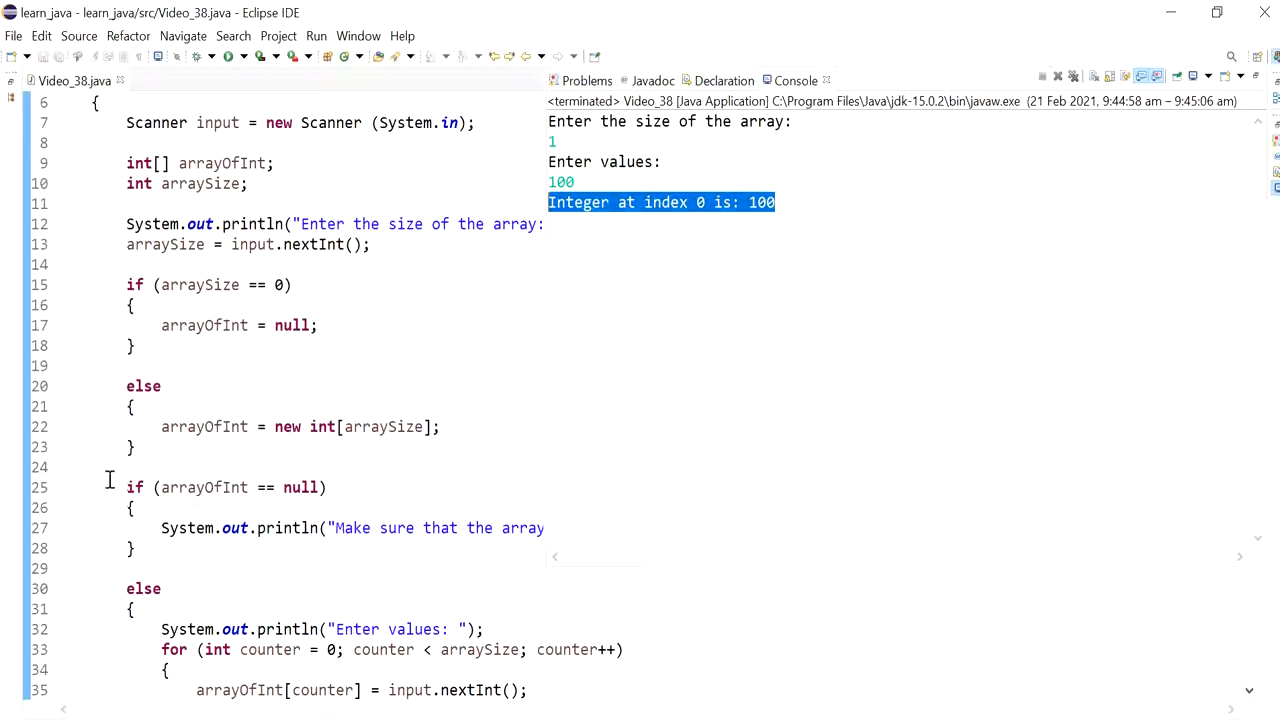 learn_java - learn_java/src/Video_38.java - Eclipse IDE
File Edit Source Refactor Navigate Search Project Run Window Help
Video_38.java
6 {
7 Scanner input = new Scanner (System.in);
8
9 int[] arrayOfInt;
10 int arraySize;
11
12 System.out.println("Enter the size of the array:
13 arraySize = input.nextInt();
14
15 if (arraySize == 0)
16 {
17 arrayOfInt = null;
18 }
19
20 else
21 {
22 arrayOfInt = new int[arraySize];
23 }
24
25 if (arrayOfInt == null)
26 {
27 System.out.println("Make sure that the array
28 }
29
30 else
31 {
32 System.out.println("Enter values: ");
33 for (int counter = 0; counter < arraySize; counter++)
34 {
35 arrayOfInt[counter] = input.nextInt();
Problems Javadoc Declaration Console
<terminated> Video_38 [Java Application] C:\Program Files\Java\jdk-15.0.2\bin\javaw.exe (21 Feb 2021, 9:44:58 am – 9:45:06 am)
Enter the size of the array:
1
Enter values:
100
Integer at index 0 is: 100